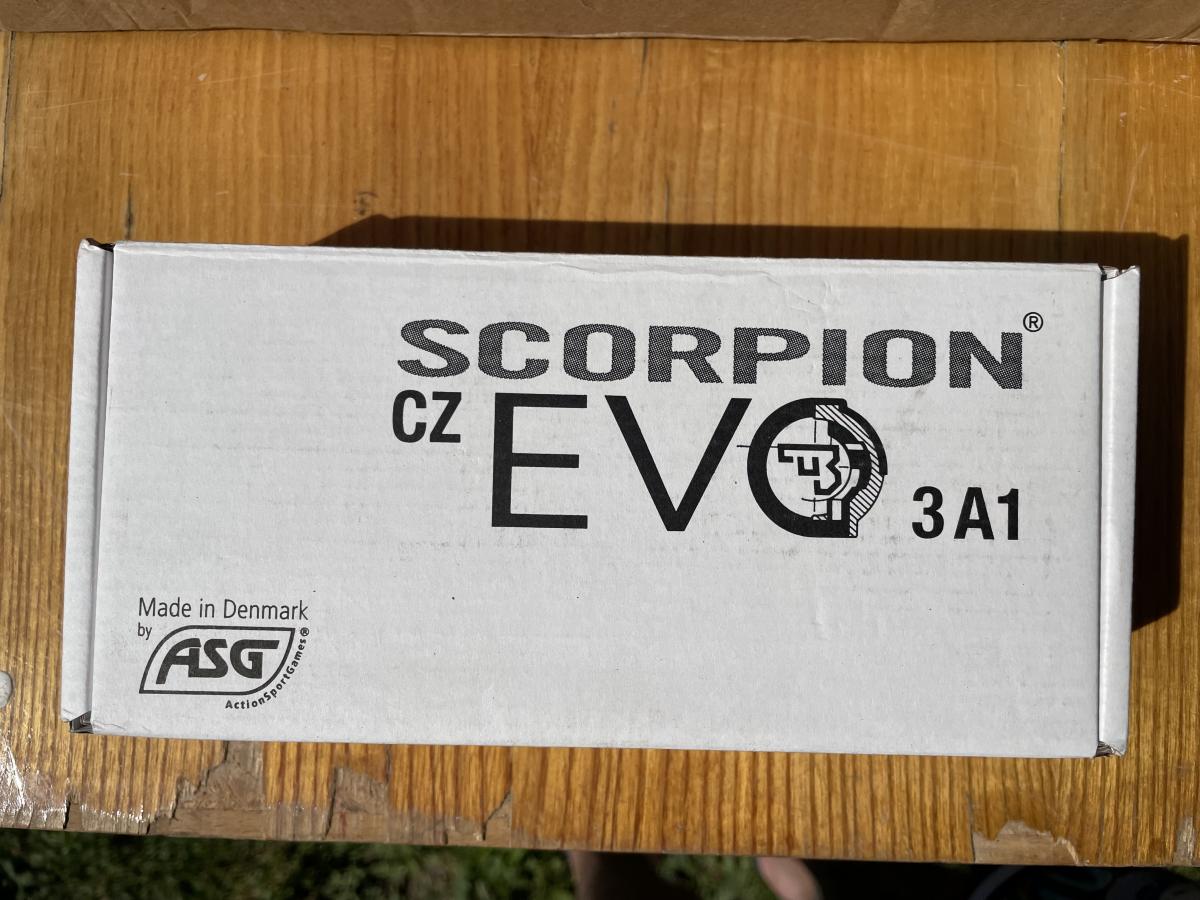 SCORPION®
CZ EVO 3 A1
Made in Denmark
by ASG®
ActionSportGames